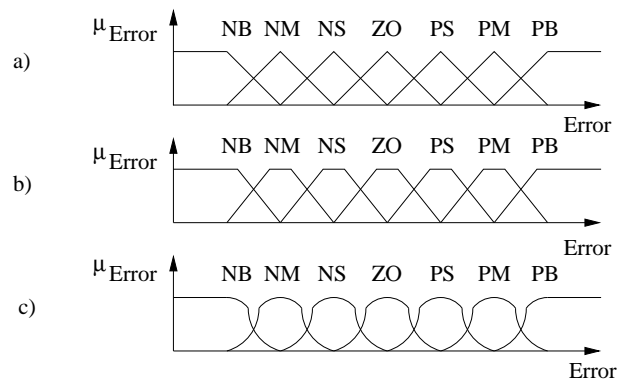 μ Error NB NM NS ZO PS PM PB
a)
Error
μ Error NB NM NS ZO PS PM PB
b)
Error
μ Error NB NM NS ZO PS PM PB
c)
Error